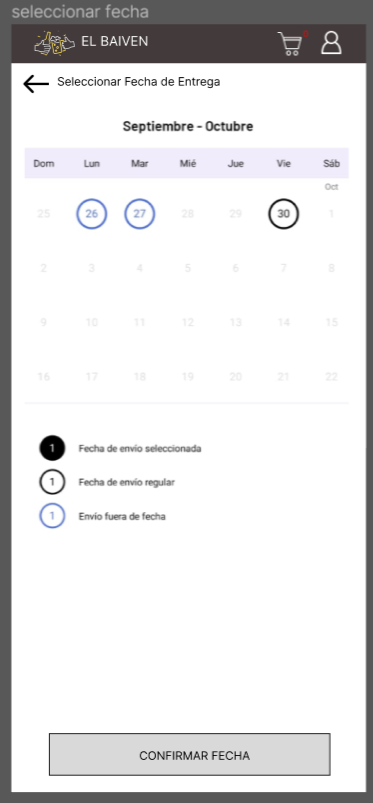 seleccionar fecha
EL BAIVEN
Seleccionar Fecha de Entrega
Septiembre - Octubre
Dom Lun Mar Mié Jue Vie Sáb
Oct
25 26 27 28 29 30 1
2 3 4 5 6 7 8
9 10 11 12 13 14 15
16 17 18 19 20 21 22
1 Fecha de envío seleccionada
1 Fecha de envío regular
1 Envío fuera de fecha
CONFIRMAR FECHA